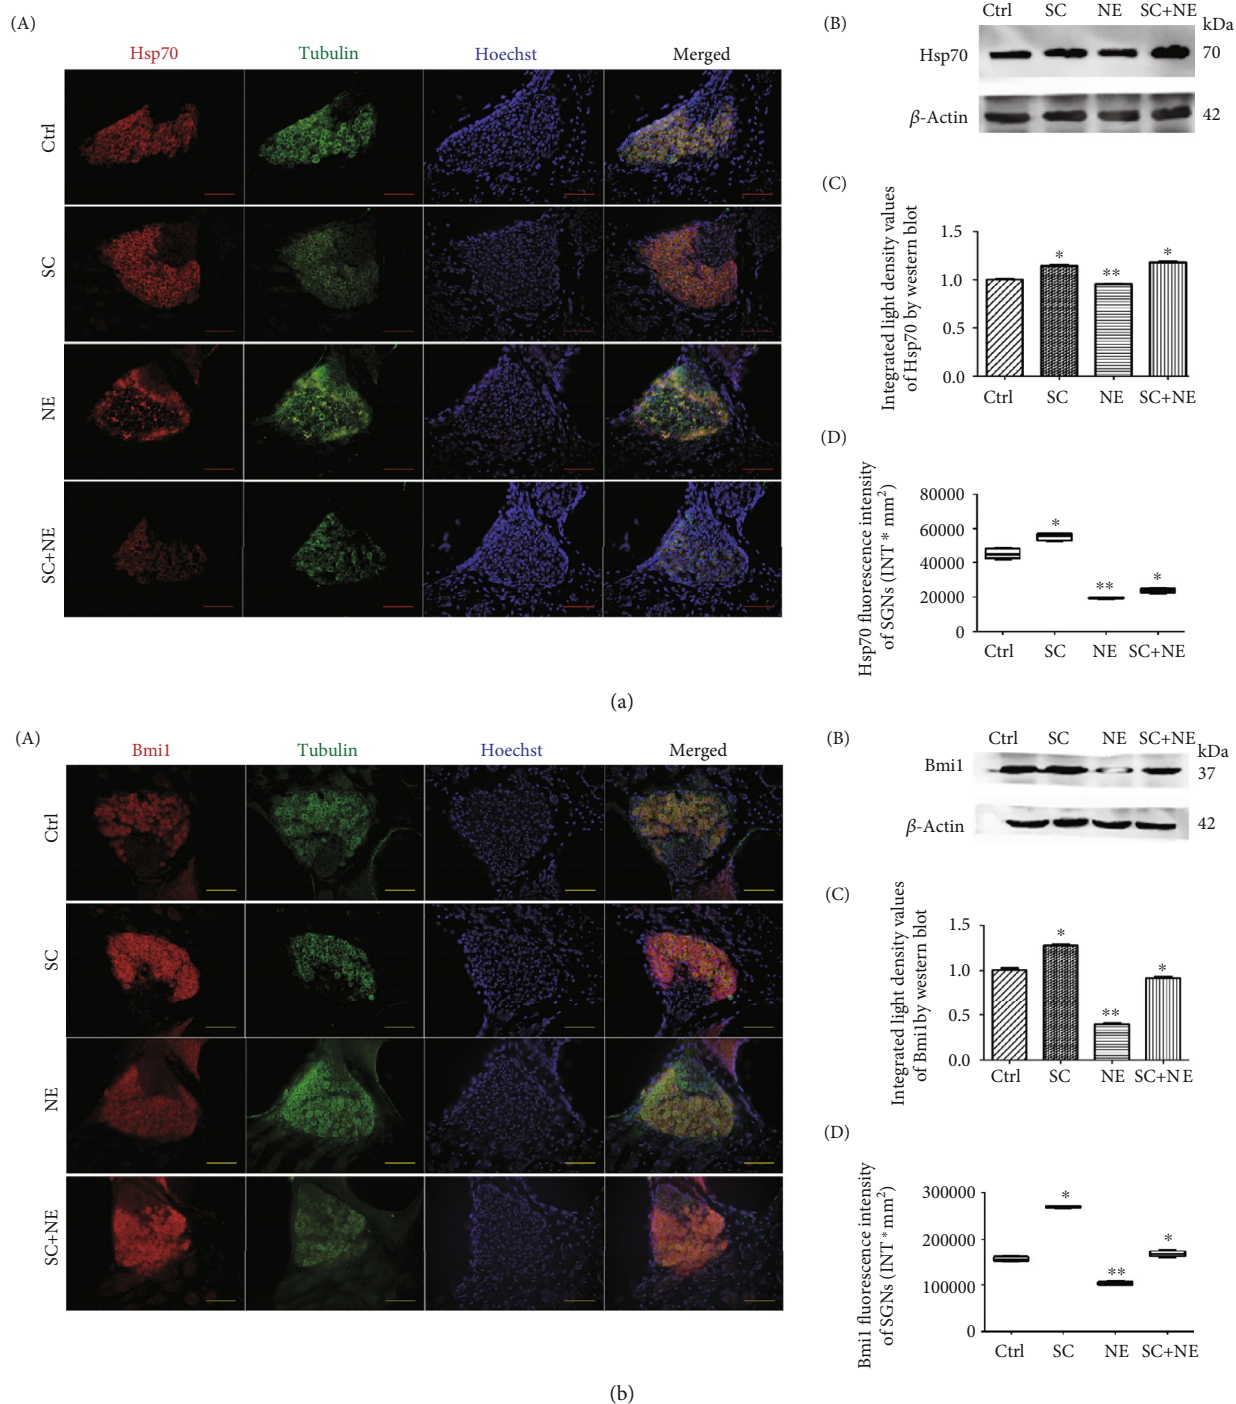 (A)
Hsp70 Tubulin Hoechst Merged
Ctrl
SC
NE
SC+NE
(B)
Ctrl SC NE SC+NE
kDa
Hsp70 70
β-Actin 42
(C)
Integrated light density values
of Hsp70 by western blot
1.5
1.0
0.5
0.0
* ** *
Ctrl SC NE SC+NE
(D)
Hsp70 fluorescence intensity
of SGNs (INT * mm²)
80000
60000
40000
20000
0
* ** *
Ctrl SC NE SC+NE
(a)
(A)
Bmi1 Tubulin Hoechst Merged
Ctrl
SC
NE
SC+NE
(B)
Ctrl SC NE SC+NE
kDa
Bmi1 37
β-Actin 42
(C)
Integrated light density values
of Bmi1by western blot
1.5
1.0
0.5
0.0
* ** *
Ctrl SC NE SC+NE
(D)
Bmi1 fluorescence intensity
of SGNs (INT * mm²)
300000
200000
100000
0
* ** *
Ctrl SC NE SC+NE
(b)